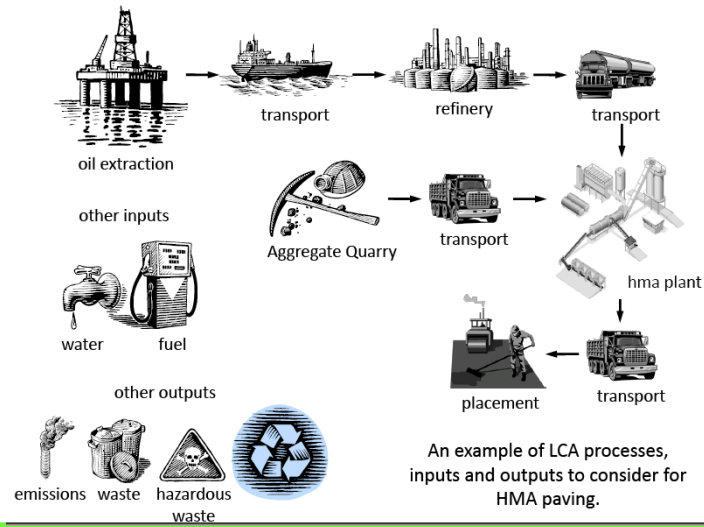 oil extraction
transport
refinery
transport
Aggregate Quarry
transport
hma plant
other inputs
water
fuel
placement
transport
other outputs
emissions
waste
hazardous
waste
An example of LCA processes,
inputs and outputs to consider for
HMA paving.